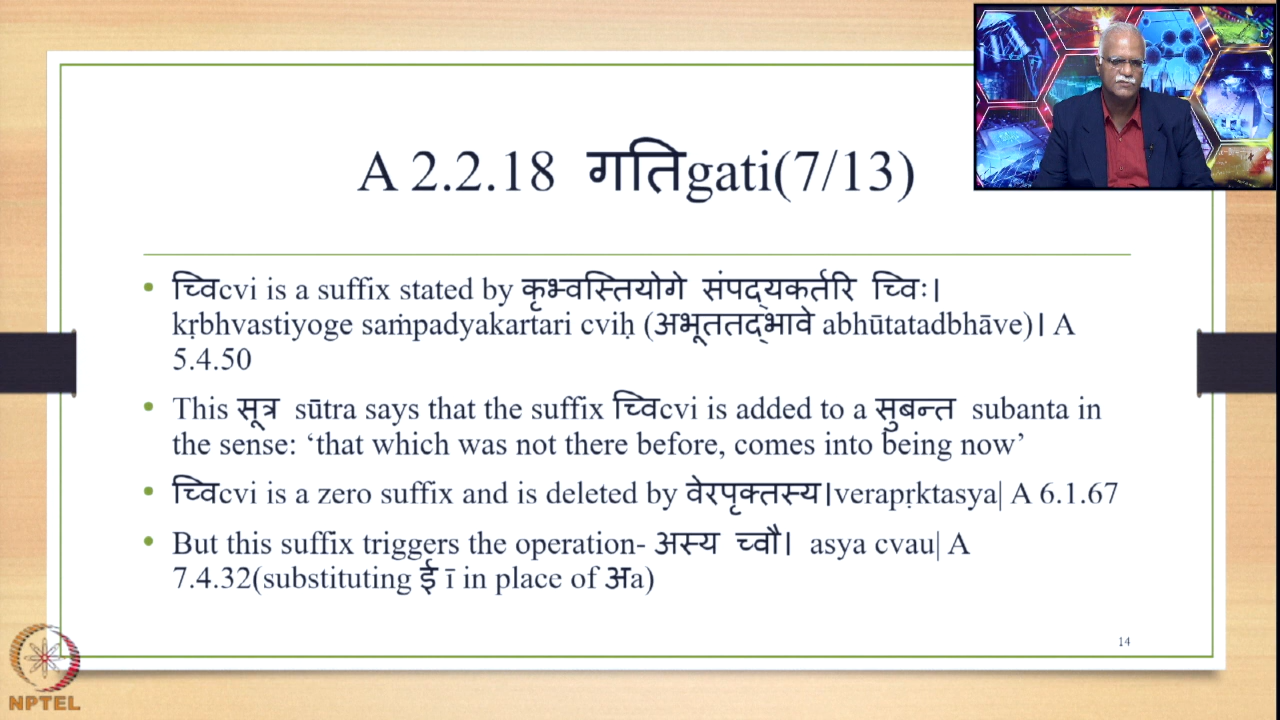 A 2.2.18 गतिgati(7/13)
• च्विcvi is a suffix stated by कृभ्वस्तियोगे संपद्यकर्तरि च्विः।
kṛbhvastiyoge saṁpadyakartari cviḥ (अभूततद्भावे abhūtatadbhāve)। A
5.4.50
• This सूत्र sūtra says that the suffix च्विcvi is added to a सुबन्त subanta in
the sense: ‘that which was not there before, comes into being now’
• च्विcvi is a zero suffix and is deleted by वेरपृक्तस्य।verapṛktasya| A 6.1.67
• But this suffix triggers the operation- अस्य च्वौ। asya cvau| A
7.4.32(substituting ई ī in place of अa)
14
NPTEL